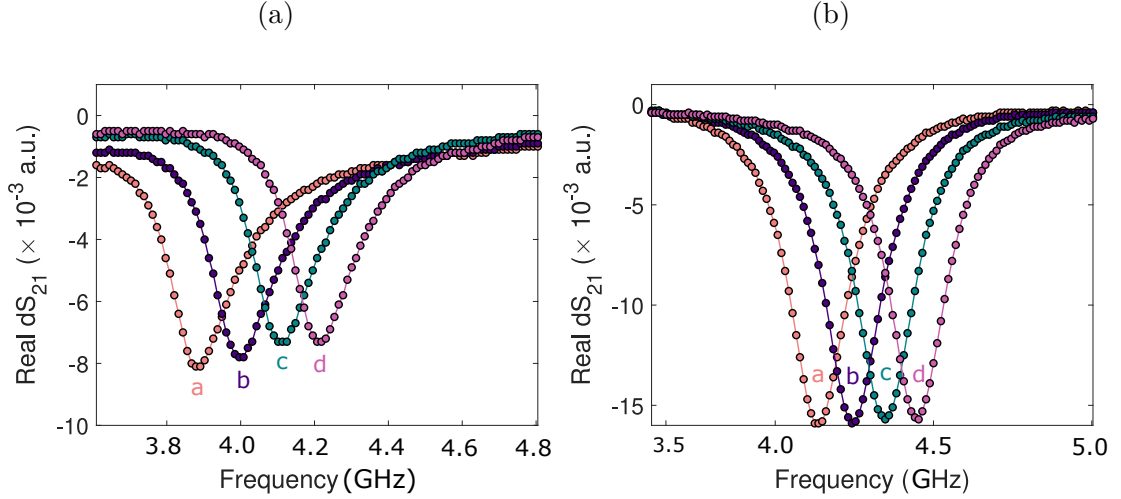 (a)
(b)
0
-2
-4
-6
-8
-10
Real dS21 (× 10-3 a.u.)
a
b
c
d
3.8
4.0
4.2
4.4
4.6
4.8
Frequency (GHz)
0
-5
-10
-15
Real dS21 (× 10-3 a.u.)
a
b
c
d
3.5
4.0
4.5
5.0
Frequency (GHz)